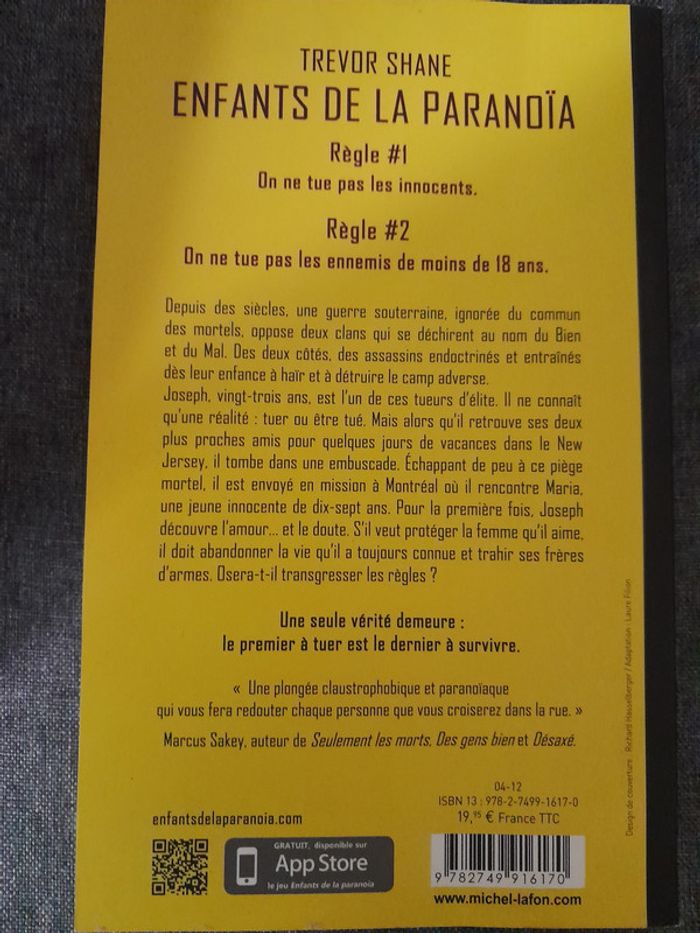 TREVOR SHANE
ENFANTS DE LA PARANOÏA
Règle #1
On ne tue pas les innocents.
Règle #2
On ne tue pas les ennemis de moins de 18 ans.
Depuis des siècles, une guerre souterraine, ignorée du commun
des mortels, oppose deux clans qui se déchirent au nom du Bien
et du Mal. Des deux côtés, des assassins endoctrinés et entraînés
dès leur enfance à haïr et à détruire le camp adverse.
Joseph, vingt-trois ans, est l'un de ces tueurs d'élite. Il ne connaît
qu'une réalité : tuer ou être tué. Mais alors qu'il retrouve ses deux
plus proches amis pour quelques jours de vacances dans le New
Jersey, il tombe dans une embuscade. Échappant de peu à ce piège
mortel, il est envoyé en mission à Montréal où il rencontre Maria,
une jeune innocente de dix-sept ans. Pour la première fois, Joseph
découvre l'amour... et le doute. S'il veut protéger la femme qu'il aime,
il doit abandonner la vie qu'il a toujours connue et trahir ses frères
d'armes. Osera-t-il transgresser les règles ?
Une seule vérité demeure :
le premier à tuer est le dernier à survivre.
« Une plongée claustrophobique et paranoïaque
qui vous fera redouter chaque personne que vous croiserez dans la rue. »
Marcus Sakey, auteur de Seulement les morts, Des gens bien et Désaxé.
04-12
ISBN 13 : 978-2-7499-1617-0
19,95 € France TTC
enfantsdelaparanoia.com
GRATUIT, disponible sur
App Store
le jeu Enfants de la paranoïa
9 782749 916170
www.michel-lafon.com
Design de couverture : Richard Hasselberger / Adaptation : Laure Filion